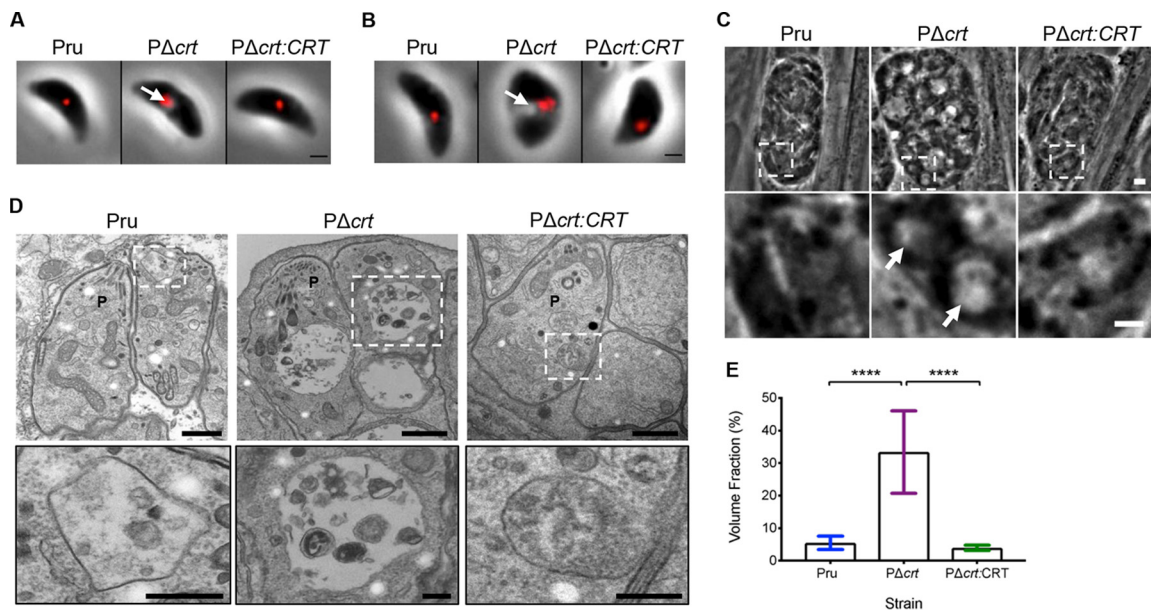 A
Pru
PΔcrt
PΔcrt:CRT
B
Pru
PΔcrt
PΔcrt:CRT
C
Pru
PΔcrt
PΔcrt:CRT
D
Pru
PΔcrt
PΔcrt:CRT
P
P
P
E
****
****
50
40
30
20
10
0
Volume Fraction (%)
Pru
PΔcrt
PΔcrt:CRT
Strain